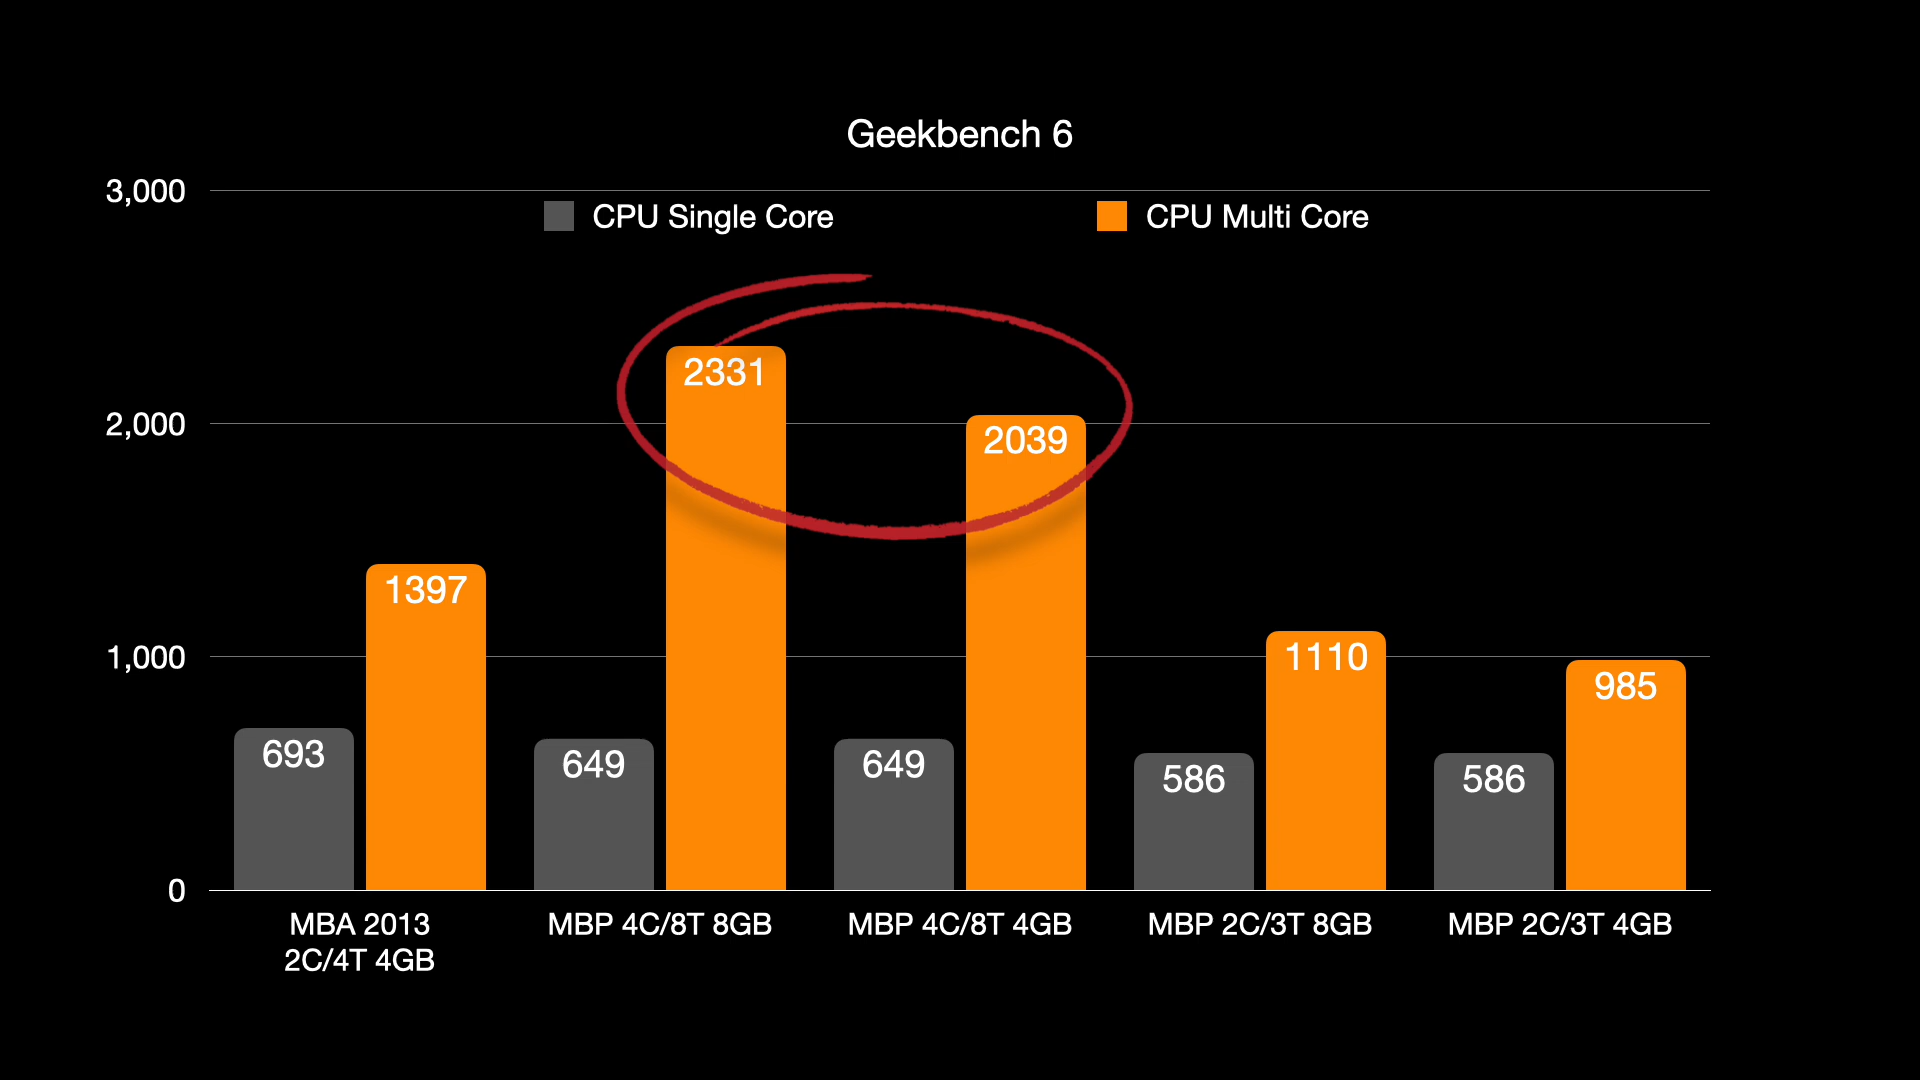 Geekbench 6
3,000
CPU Single Core
CPU Multi Core
2,000
1,000
0
693
1397
649
2331
649
2039
586
1110
586
985
MBA 2013
2C/4T 4GB
MBP 4C/8T 8GB
MBP 4C/8T 4GB
MBP 2C/3T 8GB
MBP 2C/3T 4GB